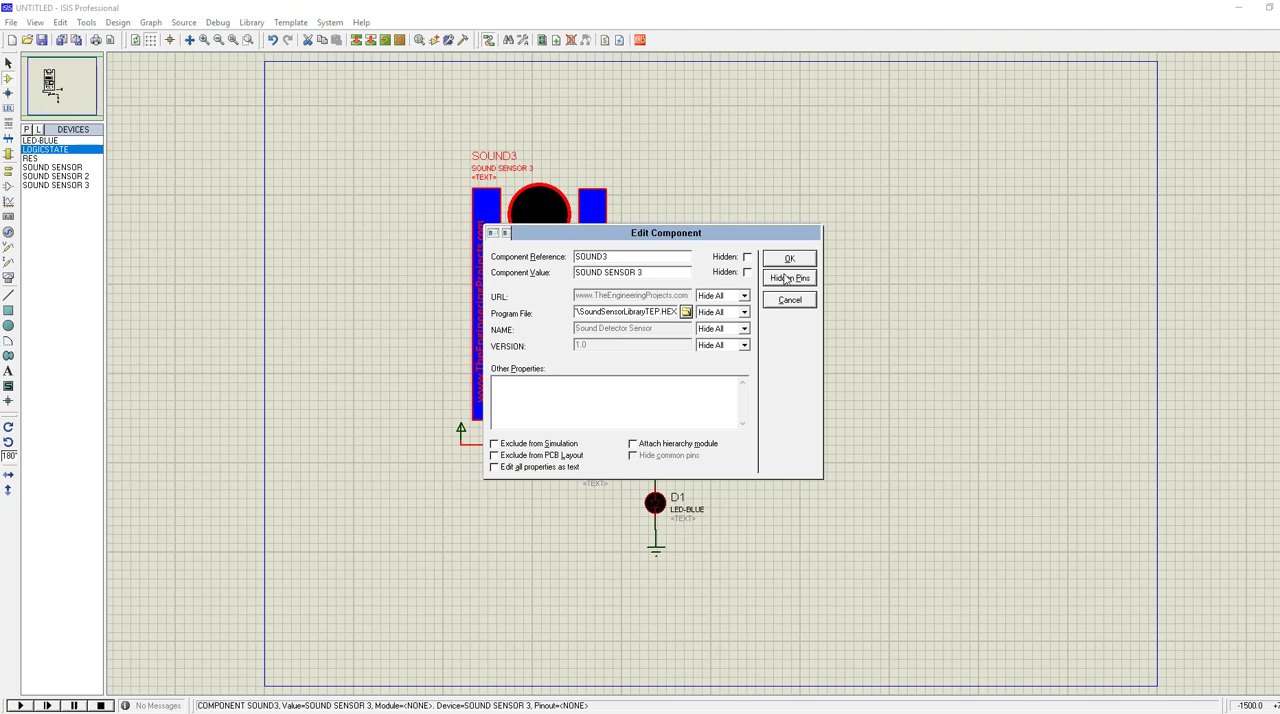 UNTITLED - ISIS Professional
File View Edit Tools Design Graph Source Debug Library Template System Help
P L DEVICES
LED-BLUE
LOGICSTATE
RES
SOUND SENSOR
SOUND SENSOR 2
SOUND SENSOR 3
SOUND3
SOUND SENSOR 3
<TEXT>
www.TheEngineeringProjects.com
Edit Component
Component Reference: SOUND3 Hidden: OK
Component Value: SOUND SENSOR 3 Hidden: Hidden Pins
URL: www.TheEngineeringProjects.com Hide All Cancel
Program File: \SoundSensorLibraryTEP.HEX Hide All
NAME: Sound Detector Sensor Hide All
VERSION: 1.0 Hide All
Other Properties:
Exclude from Simulation Attach hierarchy module
Exclude from PCB Layout Hide common pins
Edit all properties as text
<TEXT>
D1
LED-BLUE
<TEXT>
LBL
A
180°
No Messages COMPONENT SOUND3, Value=SOUND SENSOR 3, Module=<NONE>. Device=SOUND SENSOR 3, Pinout=<NONE> -1500.0